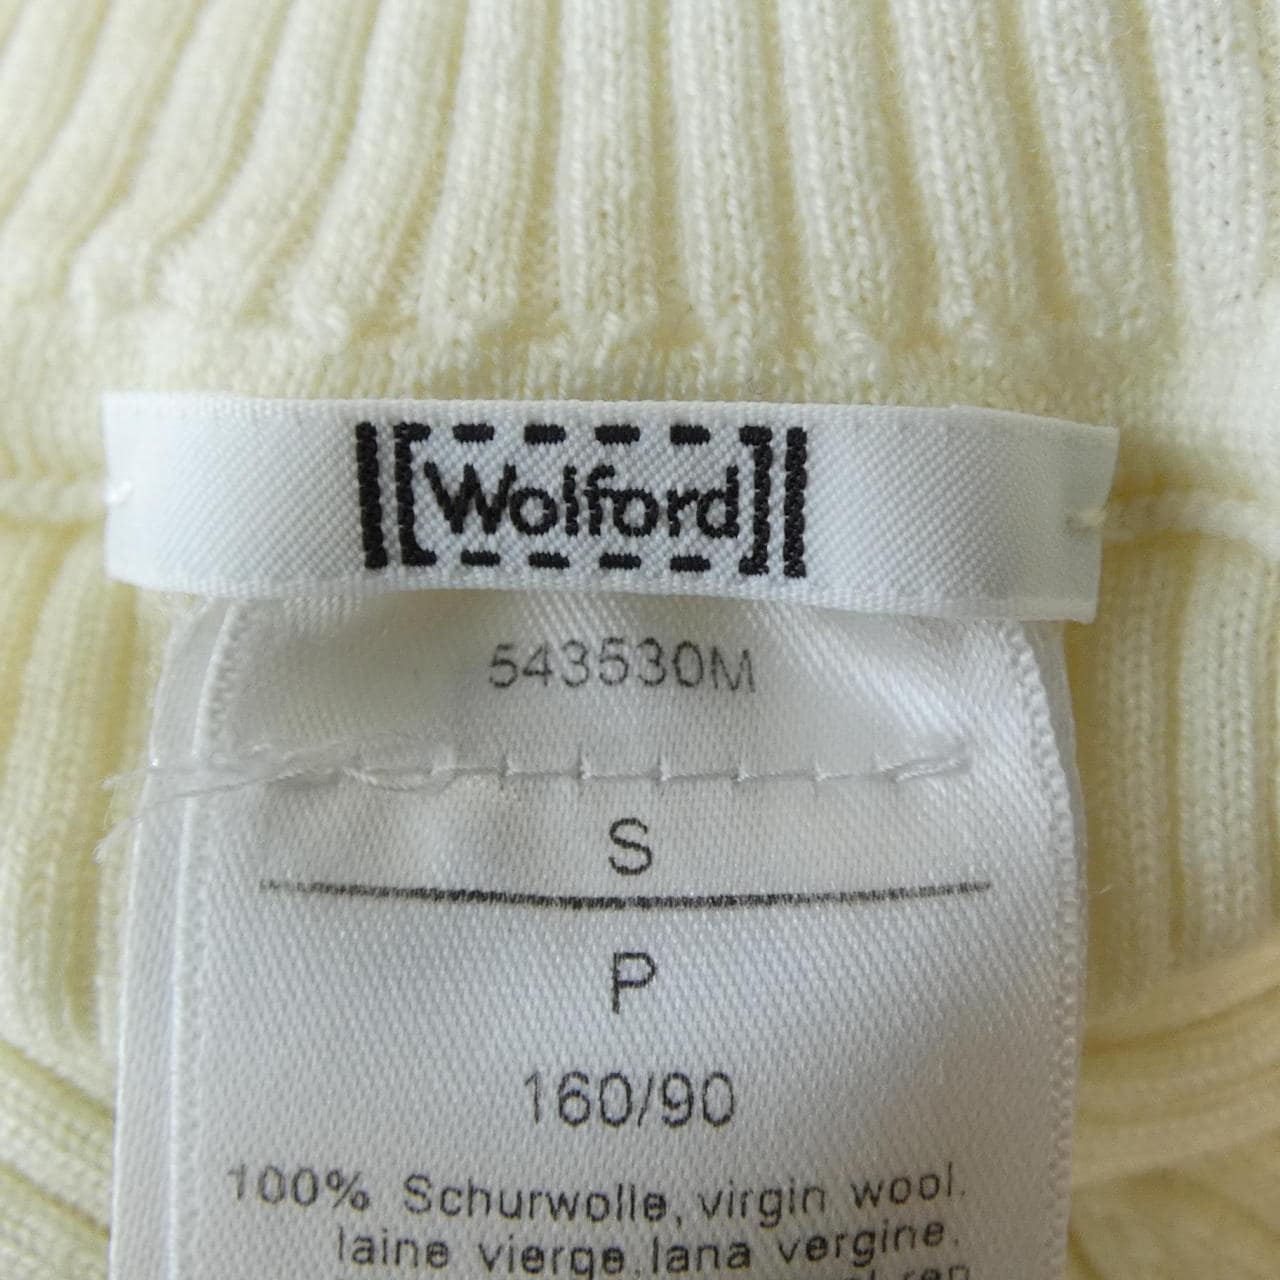 Wolford
543530M
S
P
160/90
100% Schurwolle, virgin wool.
laine vierge, lana vergine.